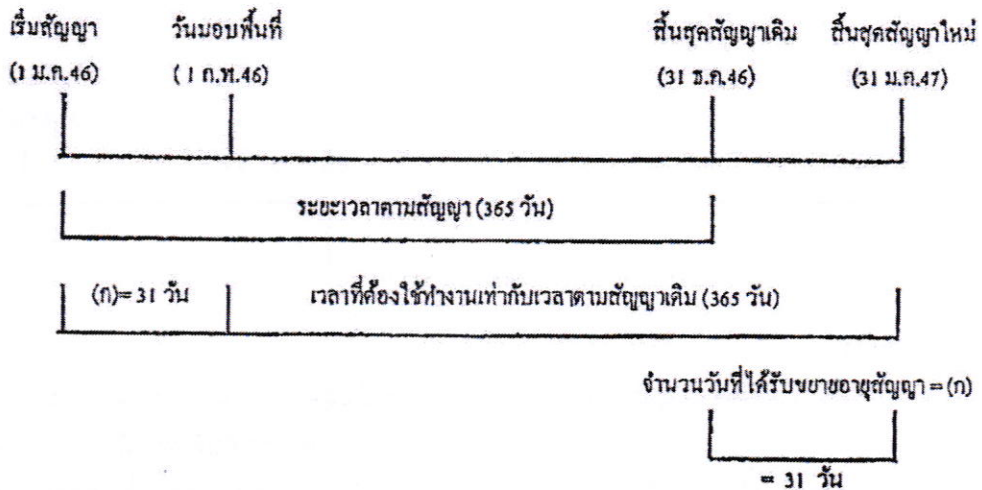 เริ่มสัญญา วันมอบพื้นที่ สิ้นสุดสัญญาเดิม สิ้นสุดสัญญาใหม่
(1 ม.ค.46) (1 ก.พ.46) (31 ธ.ค.46) (31 ม.ค.47)
ระยะเวลาตามสัญญา (365 วัน)
(ก)= 31 วัน เวลาที่ต้องใช้ทำงานเท่ากับเวลาตามสัญญาเดิม (365 วัน)
จำนวนวันที่ได้รับขยายอายุสัญญา = (ก)
= 31 วัน